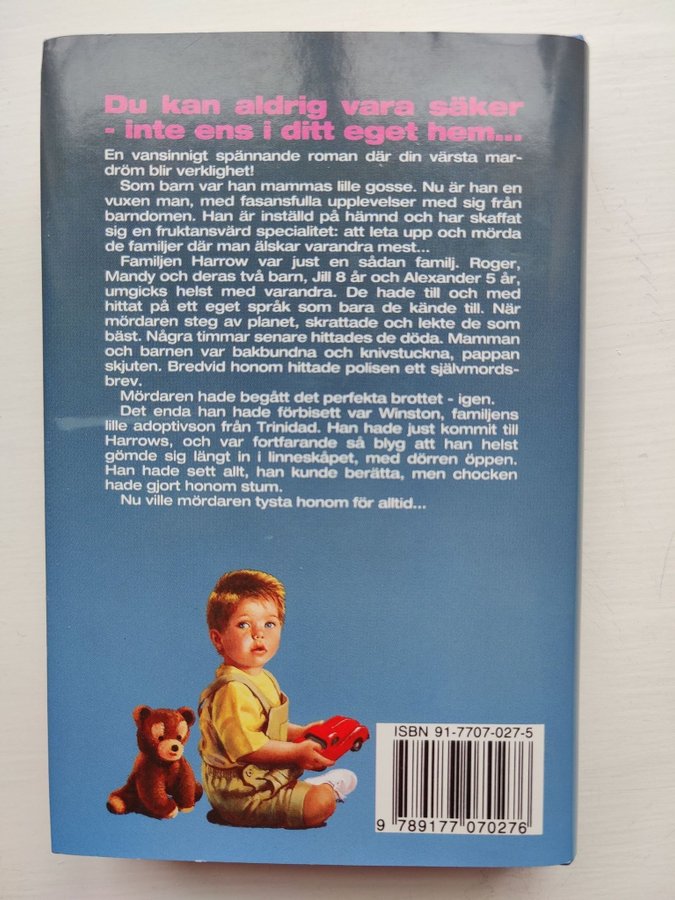 Du kan aldrig vara säker
- inte ens i ditt eget hem...
En vansinnigt spännande roman där din värsta mar-
dröm blir verklighet!
Som barn var han mammas lille gosse. Nu är han en
vuxen man, med fasansfulla upplevelser med sig från
barndomen. Han är inställd på hämnd och har skaffat
sig en fruktansvärd specialitet: att leta upp och mörda
de familjer där man älskar varandra mest...
Familjen Harrow var just en sådan familj. Roger,
Mandy och deras två barn, Jill 8 år och Alexander 5 år,
umgicks helst med varandra. De hade till och med
hittat på ett eget språk som bara de kände till. När
mördaren steg av planet, skrattade och lekte de som
bäst. Några timmar senare hittades de döda. Mamman
och barnen var bakbundna och knivstuckna, pappan
skjuten. Bredvid honom hittade polisen ett självmords-
brev.
Mördaren hade begått det perfekta brottet - igen.
Det enda han hade förbisett var Winston, familjens
lille adoptivson från Trinidad. Han hade just kommit till
Harrows, och var fortfarande så blyg att han helst
gömde sig längt in i linneskåpet, med dörren öppen.
Han hade sett allt, han kunde berätta, men chocken
hade gjort honom stum.
Nu ville mördaren tysta honom för alltid...
ISBN 91-7707-027-5
9 789177 070276